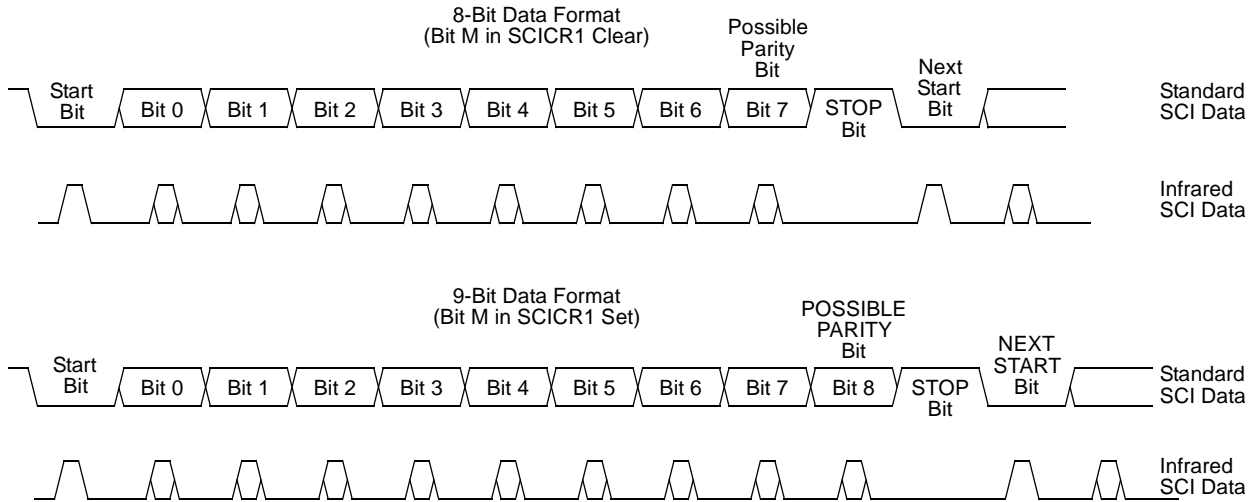 8-Bit Data Format
(Bit M in SCICR1 Clear)
Possible
Parity
Bit
Start
Bit
Bit 0
Bit 1
Bit 2
Bit 3
Bit 4
Bit 5
Bit 6
Bit 7
STOP
Bit
Next
Start
Bit
Standard
SCI Data
Infrared
SCI Data
9-Bit Data Format
(Bit M in SCICR1 Set)
POSSIBLE
PARITY
Bit
Start
Bit
Bit 0
Bit 1
Bit 2
Bit 3
Bit 4
Bit 5
Bit 6
Bit 7
Bit 8
STOP
Bit
NEXT
START
Bit
Standard
SCI Data
Infrared
SCI Data